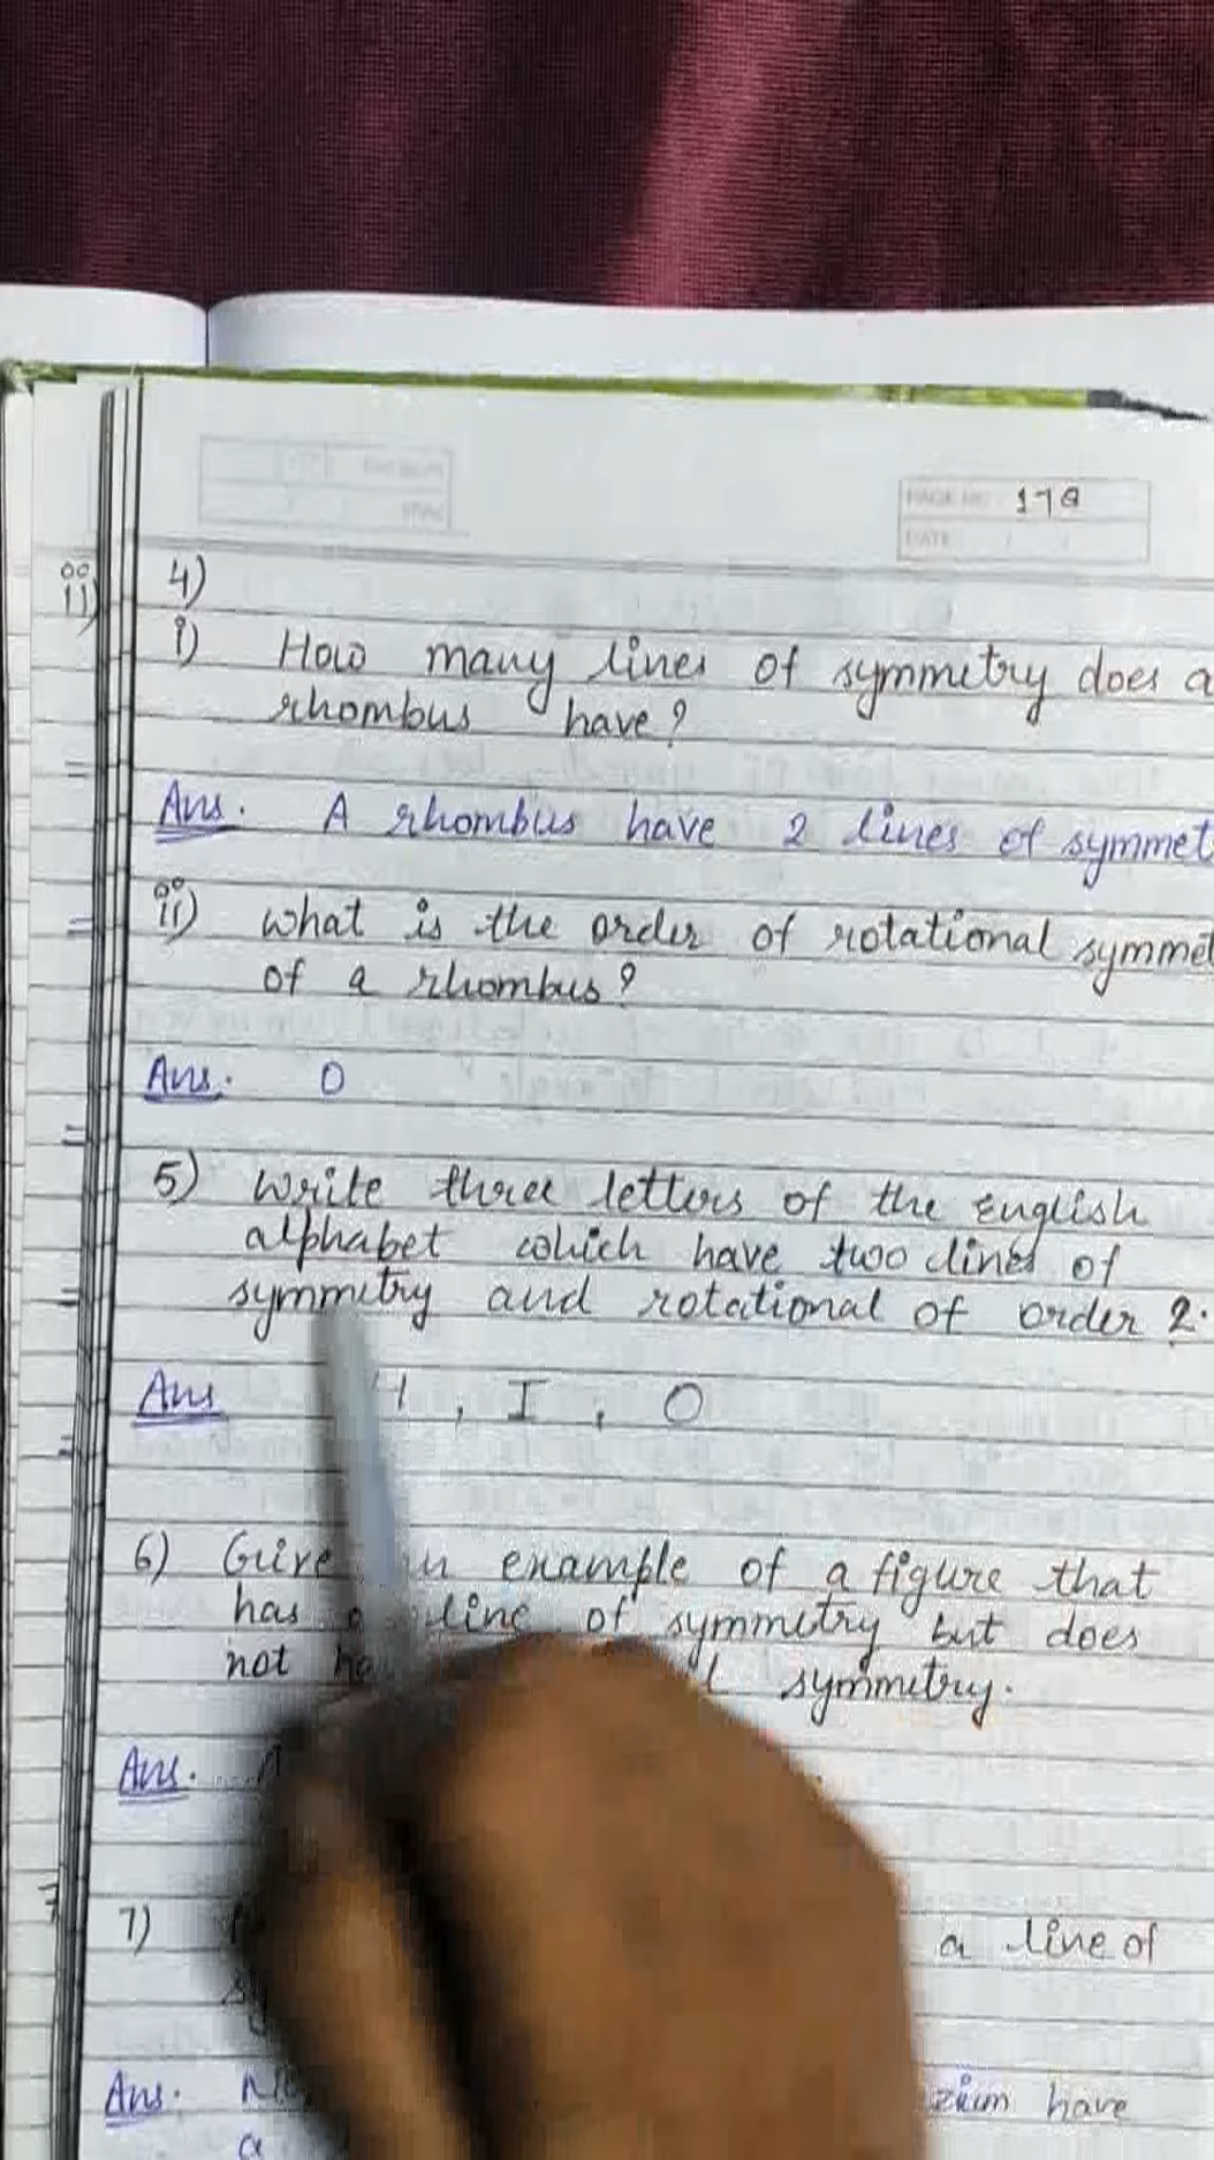 PAGE NO 178
DATE
ii)
4)
i) How many lines of symmetry does a
rhombus have?
Ans. A rhombus have 2 lines of symmet
ii) what is the order of rotational symmet
of a rhombus?
Ans. 0
5) Write three letters of the English
alphabet which have two lines of
symmetry and rotational of order 2.
Ans H, I, O
6) Give an example of a figure that
has line of symmetry but does
not symmetry.
Ans.
7) a line of
Ans. have
a